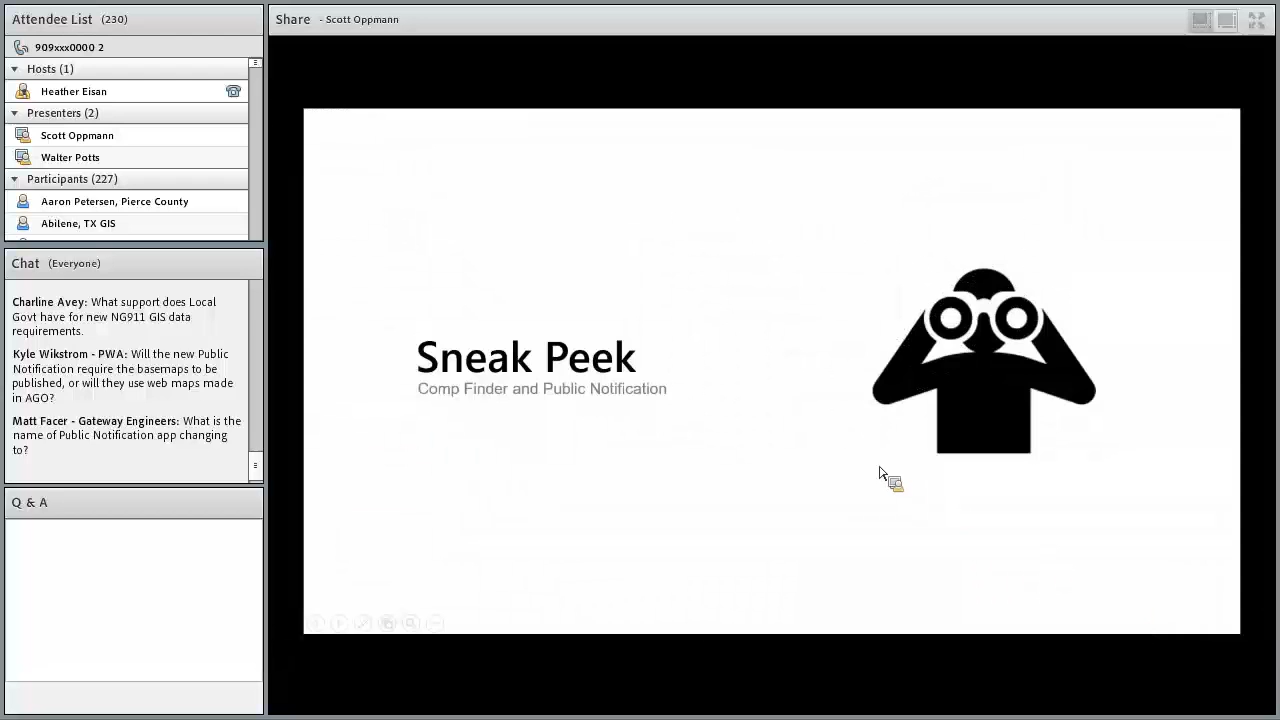 Attendee List (230)
909xxx0000 2
Hosts (1)
Heather Eisan
Presenters (2)
Scott Oppmann
Walter Potts
Participants (227)
Aaron Petersen, Pierce County
Abilene, TX GIS
Chat (Everyone)
Charline Avey: What support does Local
Govt have for new NG911 GIS data
requirements.
Kyle Wikstrom - PWA: Will the new Public
Notification require the basemaps to be
published, or will they use web maps made
in AGO?
Matt Facer - Gateway Engineers: What is the
name of Public Notification app changing
to?
Q & A
Share - Scott Oppmann
Sneak Peek
Comp Finder and Public Notification